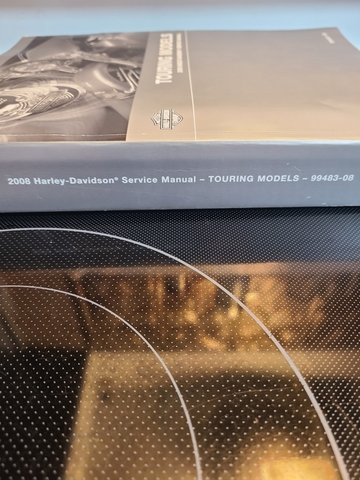 TOURING MODELS
2008 Harley-Davidson® Service Manual – TOURING MODELS – 99483-08